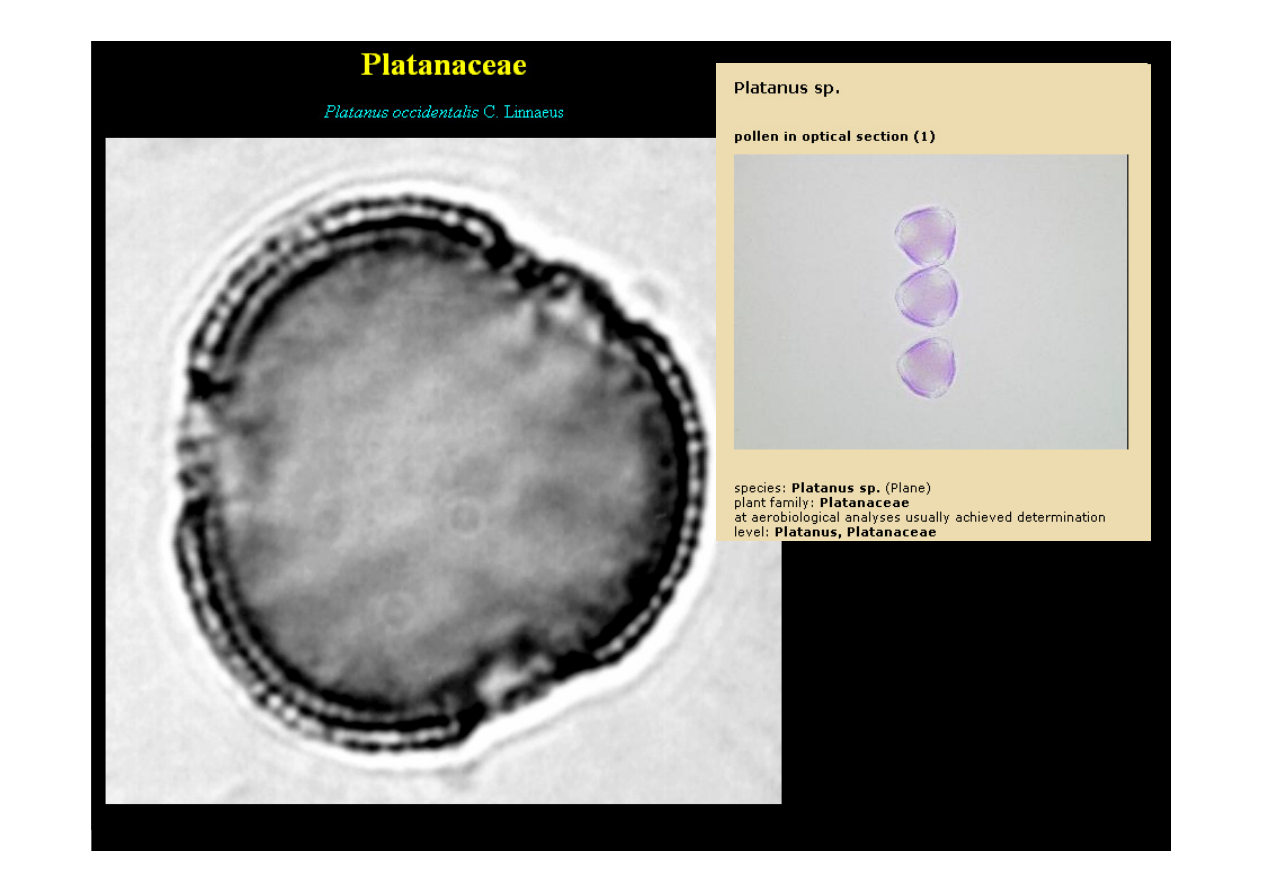 Platanaceae
Platanus occidentalis C. Linnaeus
Platanus sp.
pollen in optical section (1)
species: Platanus sp. (Plane)
plant family: Platanaceae
at aerobiological analyses usually achieved determination
level: Platanus, Platanaceae